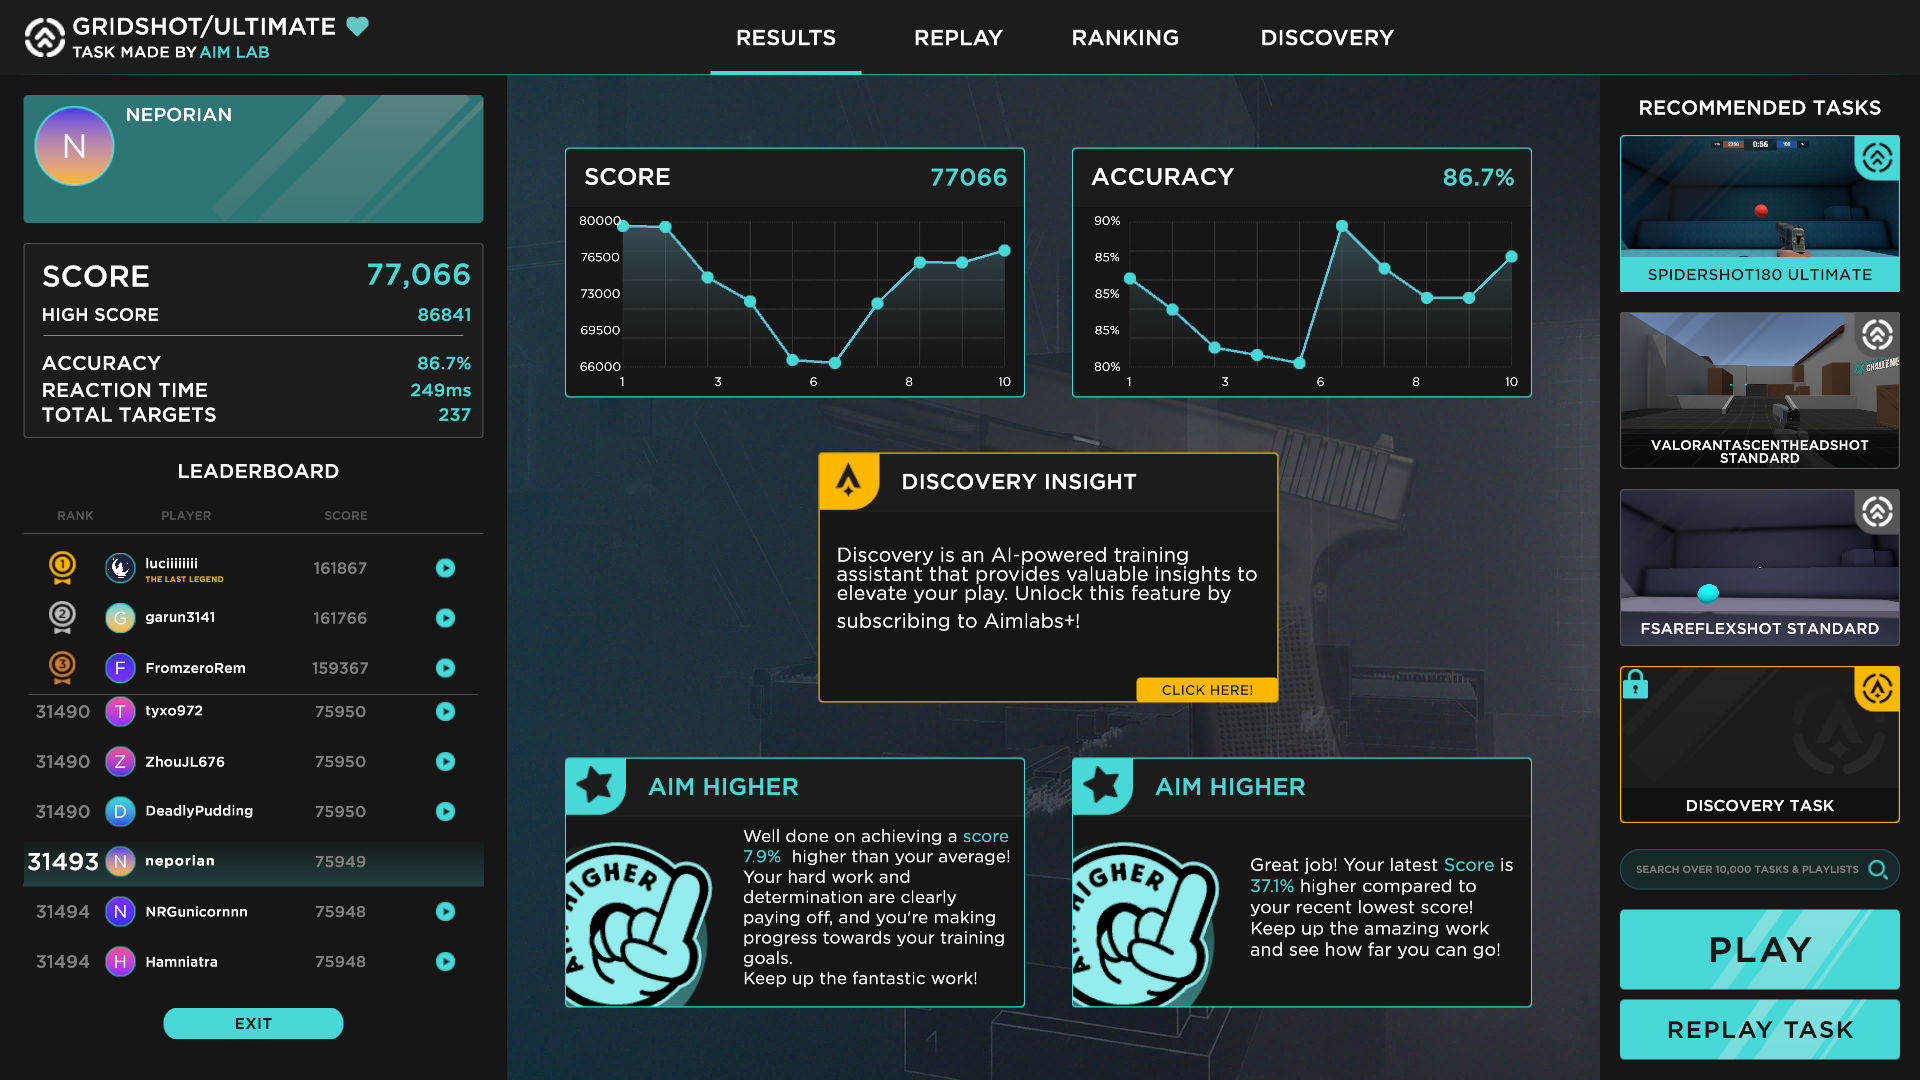 GRIDSHOT/ULTIMATE
TASK MADE BY AIM LAB
RESULTS
REPLAY
RANKING
DISCOVERY
N
NEPORIAN
SCORE 77,066
HIGH SCORE 86841
ACCURACY 86.7%
REACTION TIME 249ms
TOTAL TARGETS 237
LEADERBOARD
RANK PLAYER SCORE
1 luciiiiiiii 161867
THE LAST LEGEND
2 G garun3141 161766
3 F FromzeroRem 159367
31490 T tyxo972 75950
31490 Z ZhouJL676 75950
31490 D DeadlyPudding 75950
31493 N neporian 75949
31494 N NRGunicornnn 75948
31494 H Hamniatra 75948
EXIT
SCORE 77066
80000
76500
73000
69500
66000
1 3 6 8 10
ACCURACY 86.7%
90%
85%
85%
85%
80%
1 3 6 8 10
DISCOVERY INSIGHT
Discovery is an AI-powered training
assistant that provides valuable insights to
elevate your play. Unlock this feature by
subscribing to Aimlabs+!
CLICK HERE!
AIM HIGHER
HIGHER
Well done on achieving a score
7.9% higher than your average!
Your hard work and
determination are clearly
paying off, and you're making
progress towards your training
goals.
Keep up the fantastic work!
AIM HIGHER
HIGHER
Great job! Your latest Score is
37.1% higher compared to
your recent lowest score!
Keep up the amazing work
and see how far you can go!
RECOMMENDED TASKS
0:56
SPIDERSHOT180 ULTIMATE
VALORANTASCENTHEADSHOT
STANDARD
FSAREFLEXSHOT STANDARD
DISCOVERY TASK
SEARCH OVER 10,000 TASKS & PLAYLISTS
PLAY
REPLAY TASK